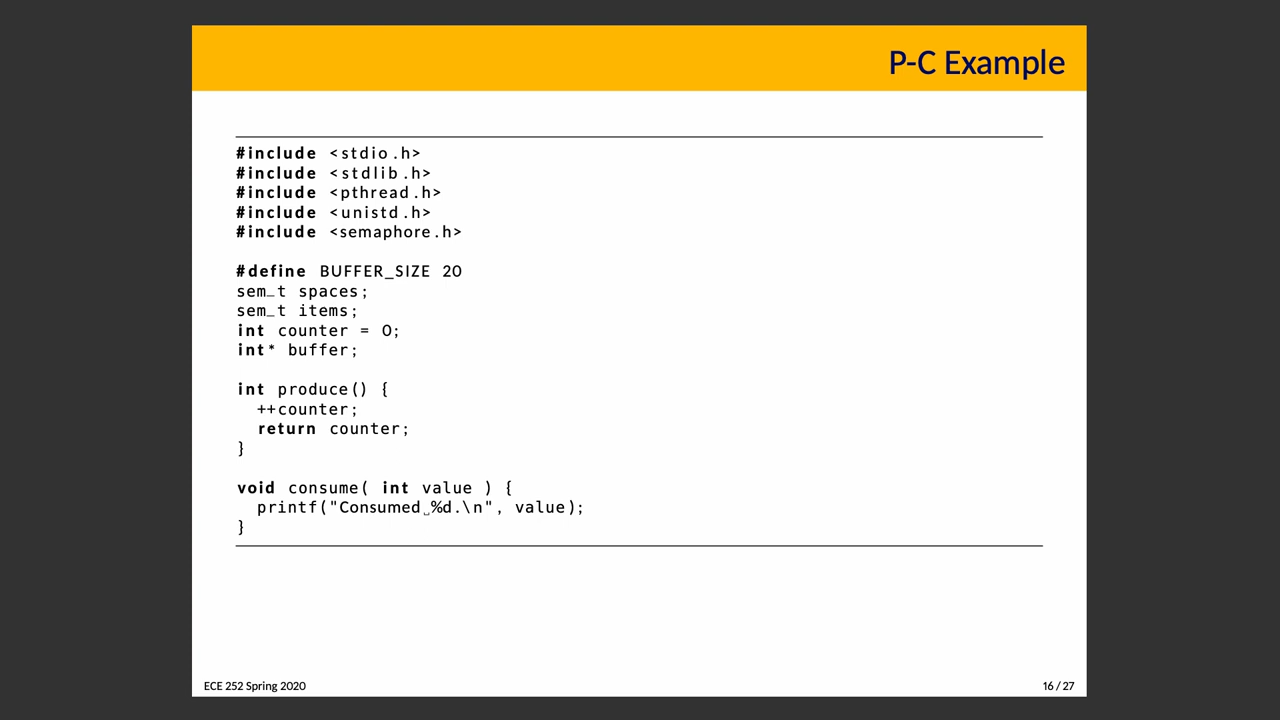 P-C Example
#include <stdio.h>
#include <stdlib.h>
#include <pthread.h>
#include <unistd.h>
#include <semaphore.h>
#define BUFFER_SIZE 20
sem_t spaces;
sem_t items;
int counter = 0;
int* buffer;
int produce() {
  ++counter;
  return counter;
}
void consume( int value ) {
  printf("Consumed␣%d.\n", value);
}
ECE 252 Spring 2020
16 / 27